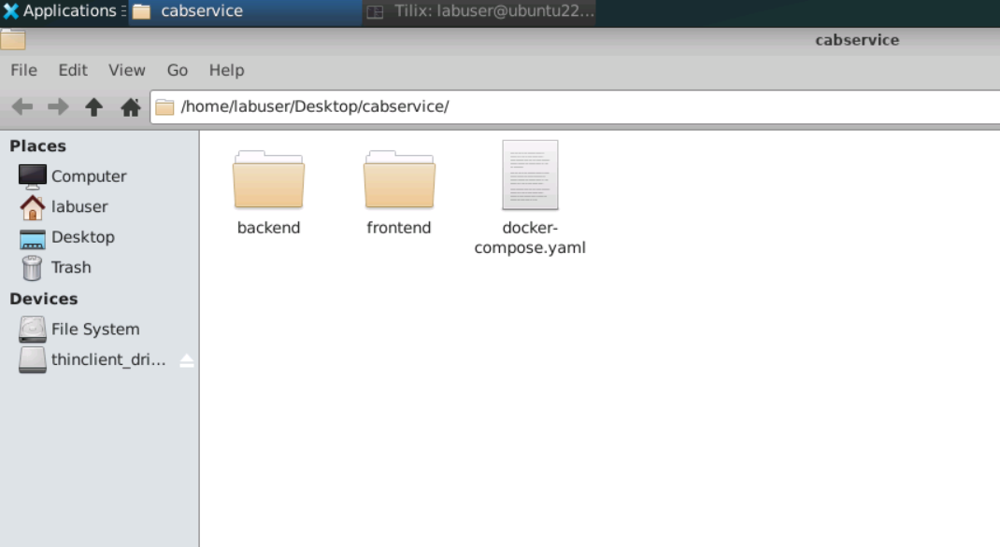 Applications
cabservice
Tilix: labuser@ubuntu22...
cabservice
File Edit View Go Help
/home/labuser/Desktop/cabservice/
Places
Computer
labuser
Desktop
Trash
Devices
File System
thinclient_dri...
backend
frontend
docker-
compose.yaml